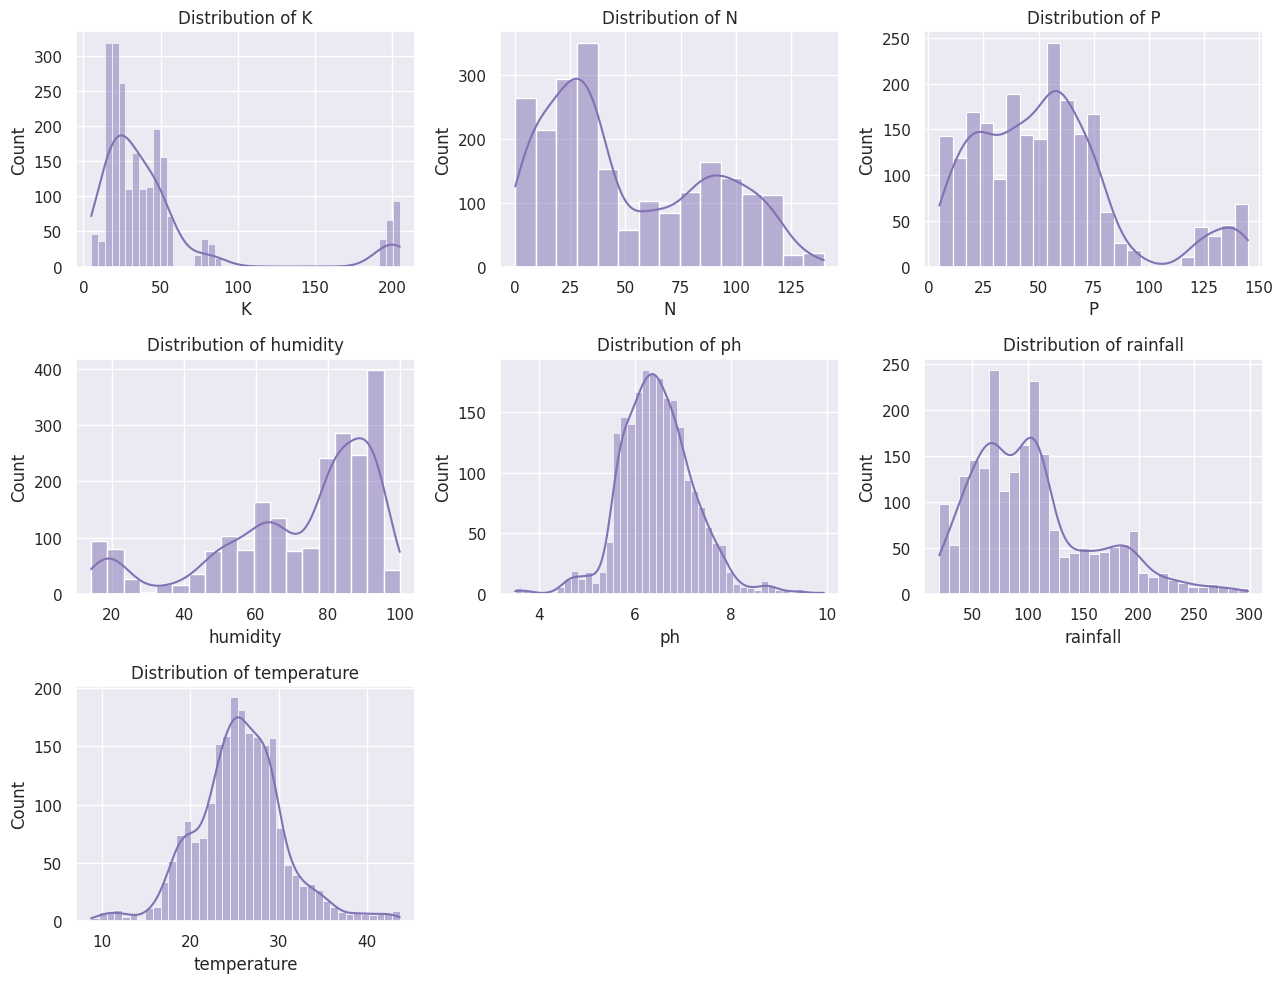 Distribution of K
Count
300
250
200
150
100
50
0
0 50 100 150 200
K
Distribution of N
Count
300
200
100
0
0 25 50 75 100 125
N
Distribution of P
Count
250
200
150
100
50
0
0 25 50 75 100 125 150
P
Distribution of humidity
Count
400
300
200
100
0
20 40 60 80 100
humidity
Distribution of ph
Count
150
100
50
0
4 6 8 10
ph
Distribution of rainfall
Count
250
200
150
100
50
0
50 100 150 200 250 300
rainfall
Distribution of temperature
Count
200
150
100
50
0
10 20 30 40
temperature